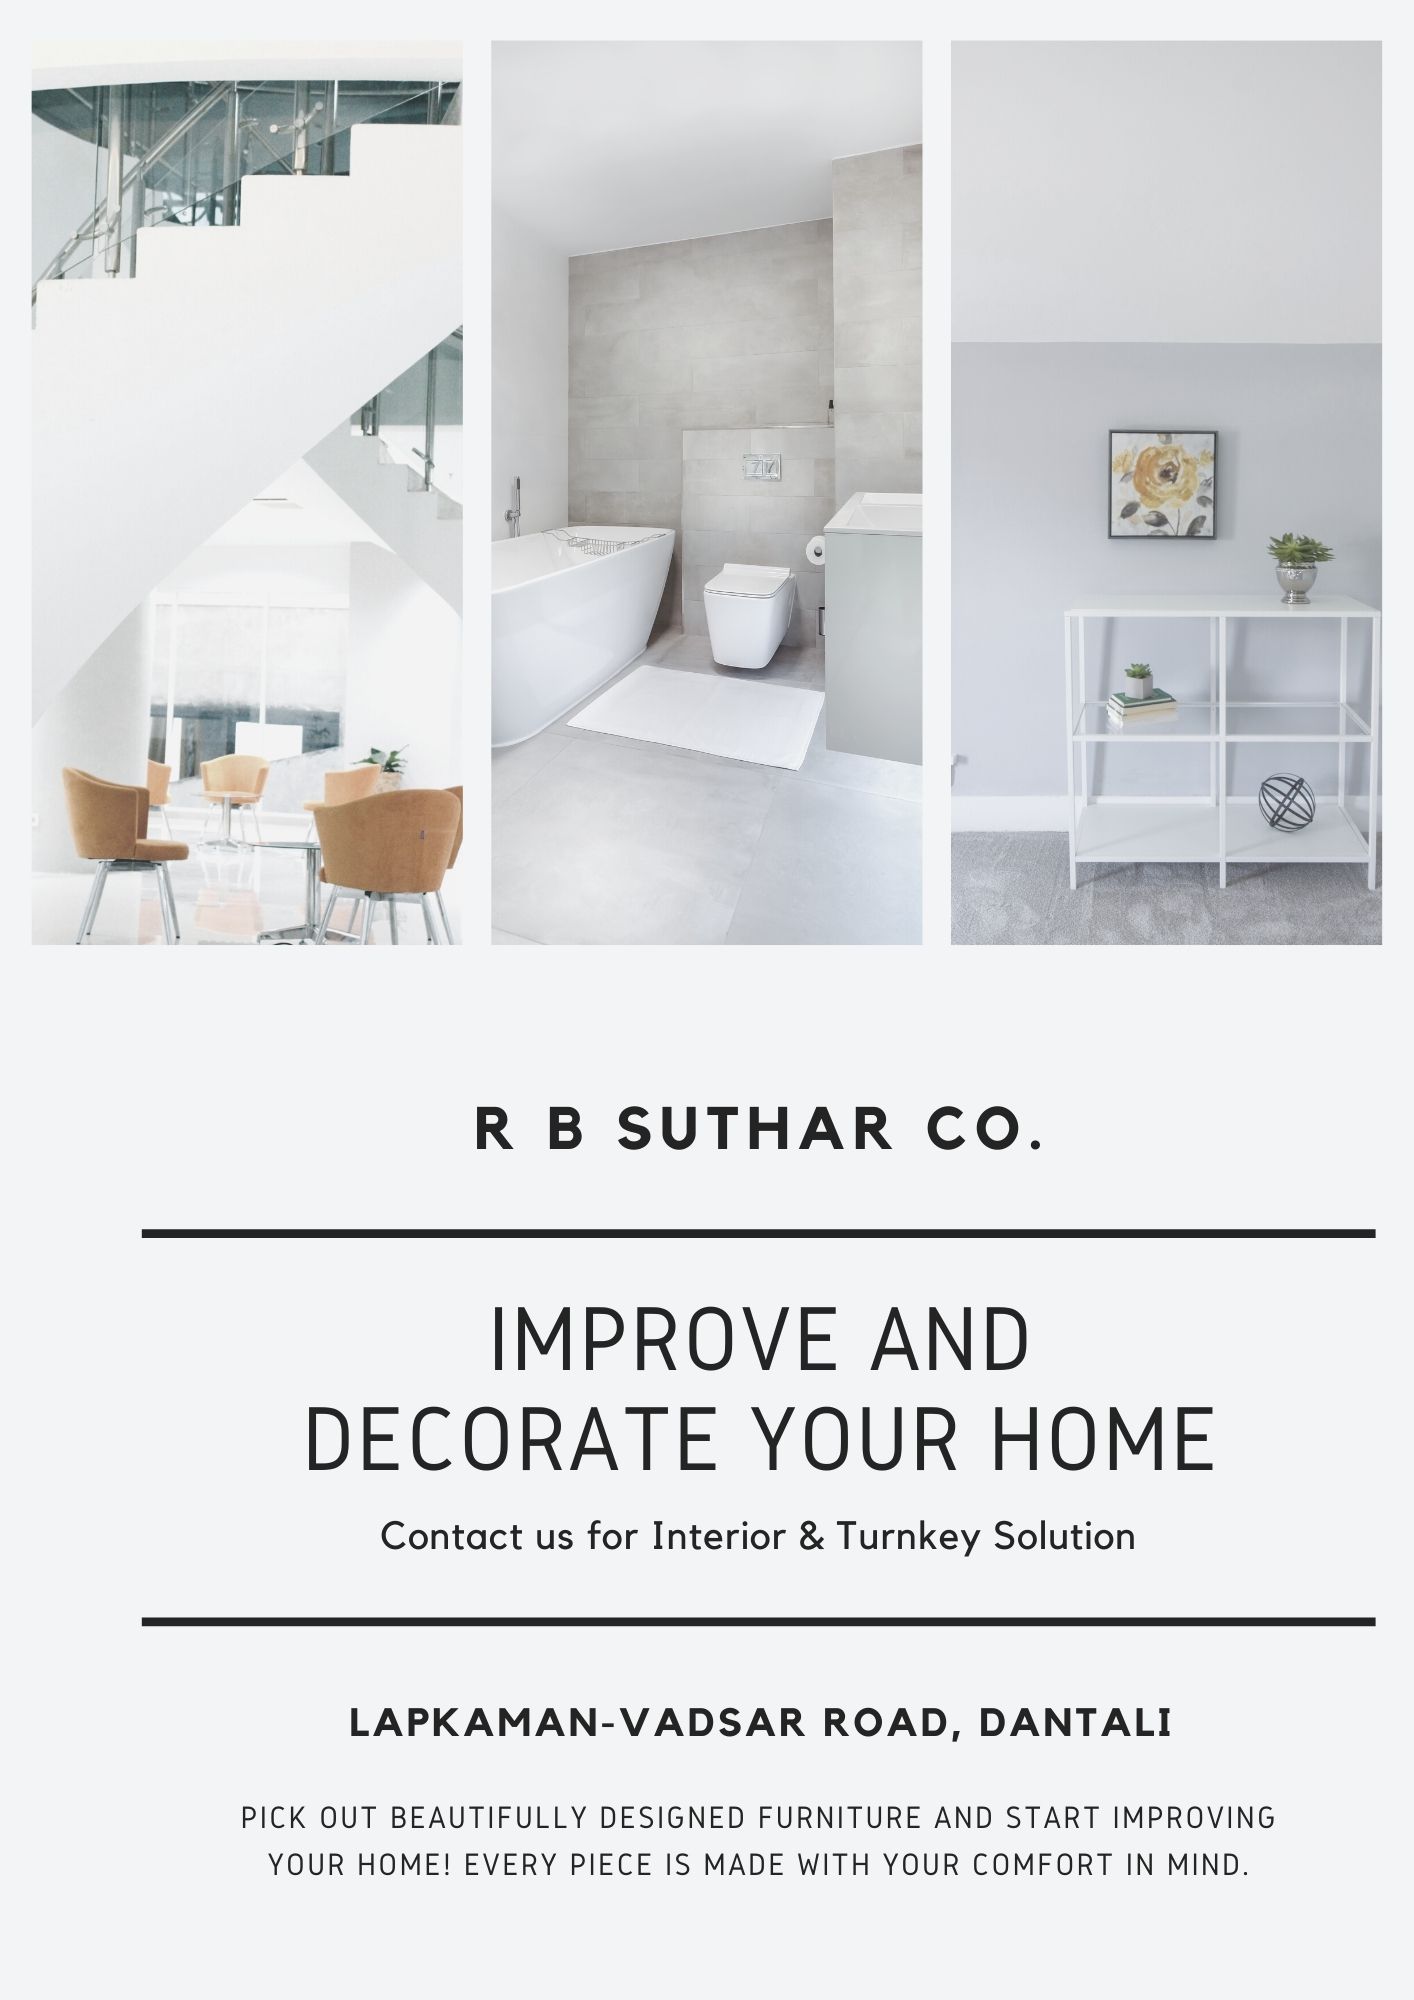 R B SUTHAR CO.
IMPROVE AND
DECORATE YOUR HOME
Contact us for Interior & Turnkey Solution
LAPKAMAN-VADSAR ROAD, DANTALI
PICK OUT BEAUTIFULLY DESIGNED FURNITURE AND START IMPROVING
YOUR HOME! EVERY PIECE IS MADE WITH YOUR COMFORT IN MIND.